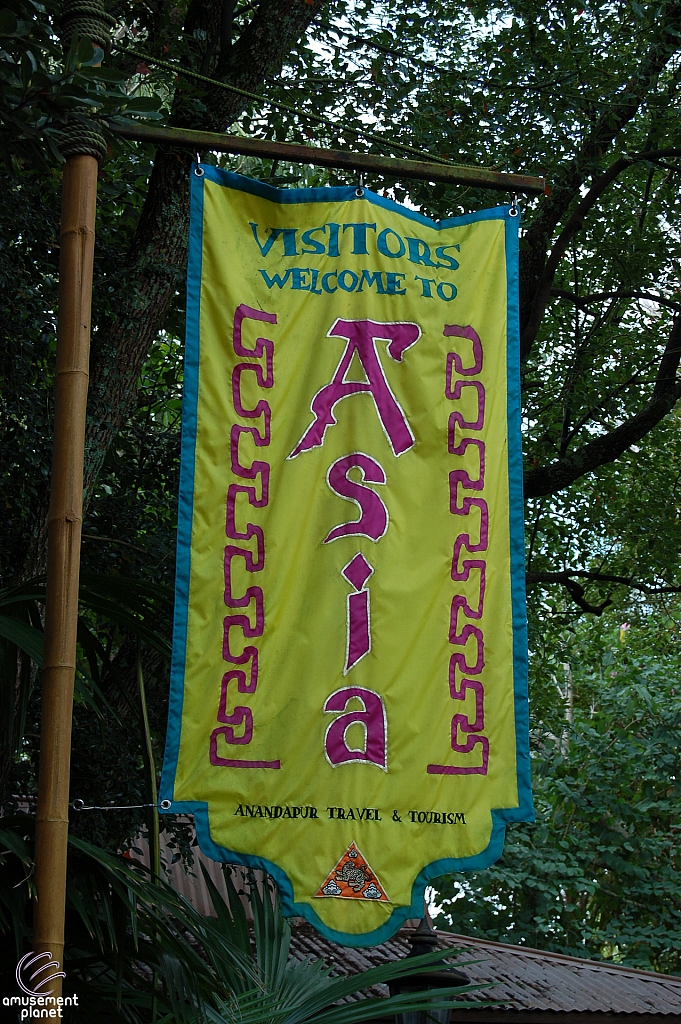 VISITORS
WELCOME TO
Asia
ANANDAPUR TRAVEL & TOURISM
amusement
planet